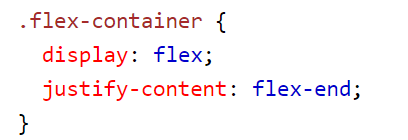 .flex-container {
  display: flex;
  justify-content: flex-end;
}